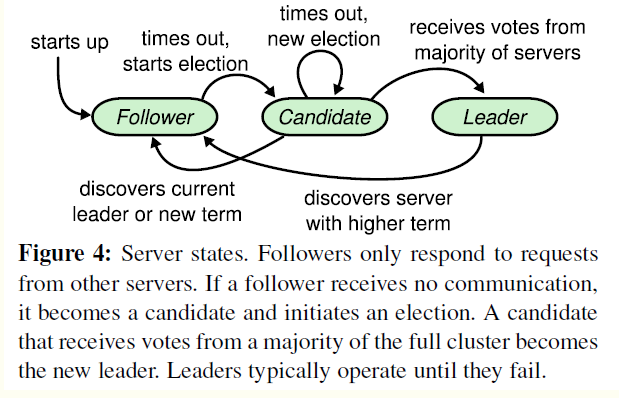 starts up
times out,
starts election
times out,
new election
receives votes from
majority of servers
Follower
Candidate
Leader
discovers current
leader or new term
discovers server
with higher term
Figure 4: Server states. Followers only respond to requests
from other servers. If a follower receives no communication,
it becomes a candidate and initiates an election. A candidate
that receives votes from a majority of the full cluster becomes
the new leader. Leaders typically operate until they fail.